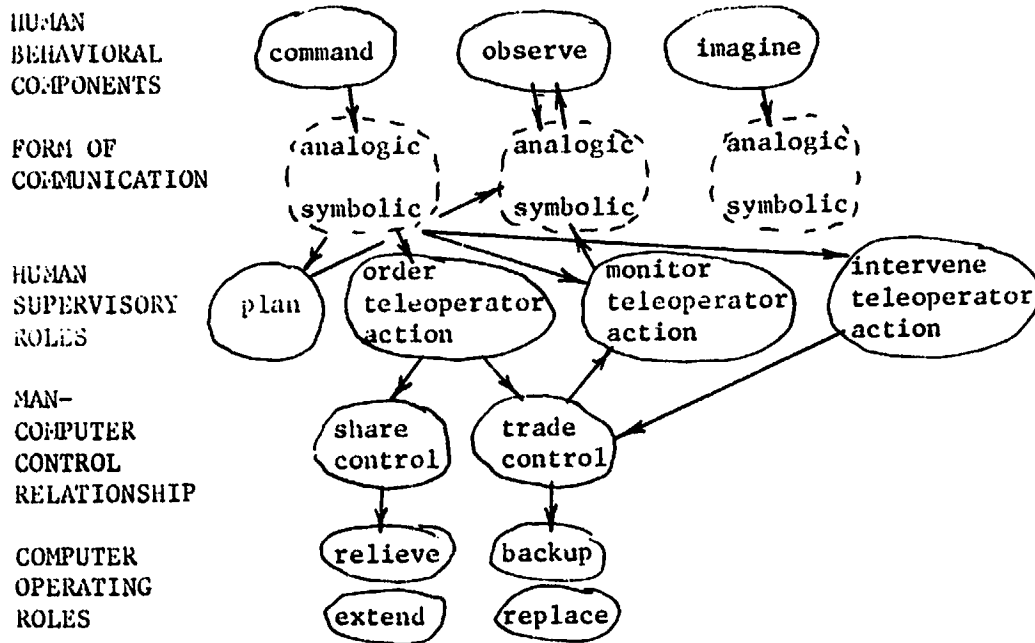 HUMAN
BEHAVIORAL
COMPONENTS
command
observe
imagine
FORM OF
COMMUNICATION
analogic
symbolic
analogic
symbolic
analogic
symbolic
HUMAN
SUPERVISORY
ROLES
plan
order
teleoperator
action
monitor
teleoperator
action
intervene
teleoperator
action
MAN-
COMPUTER
CONTROL
RELATIONSHIP
share
control
trade
control
COMPUTER
OPERATING
ROLES
relieve
backup
extend
replace